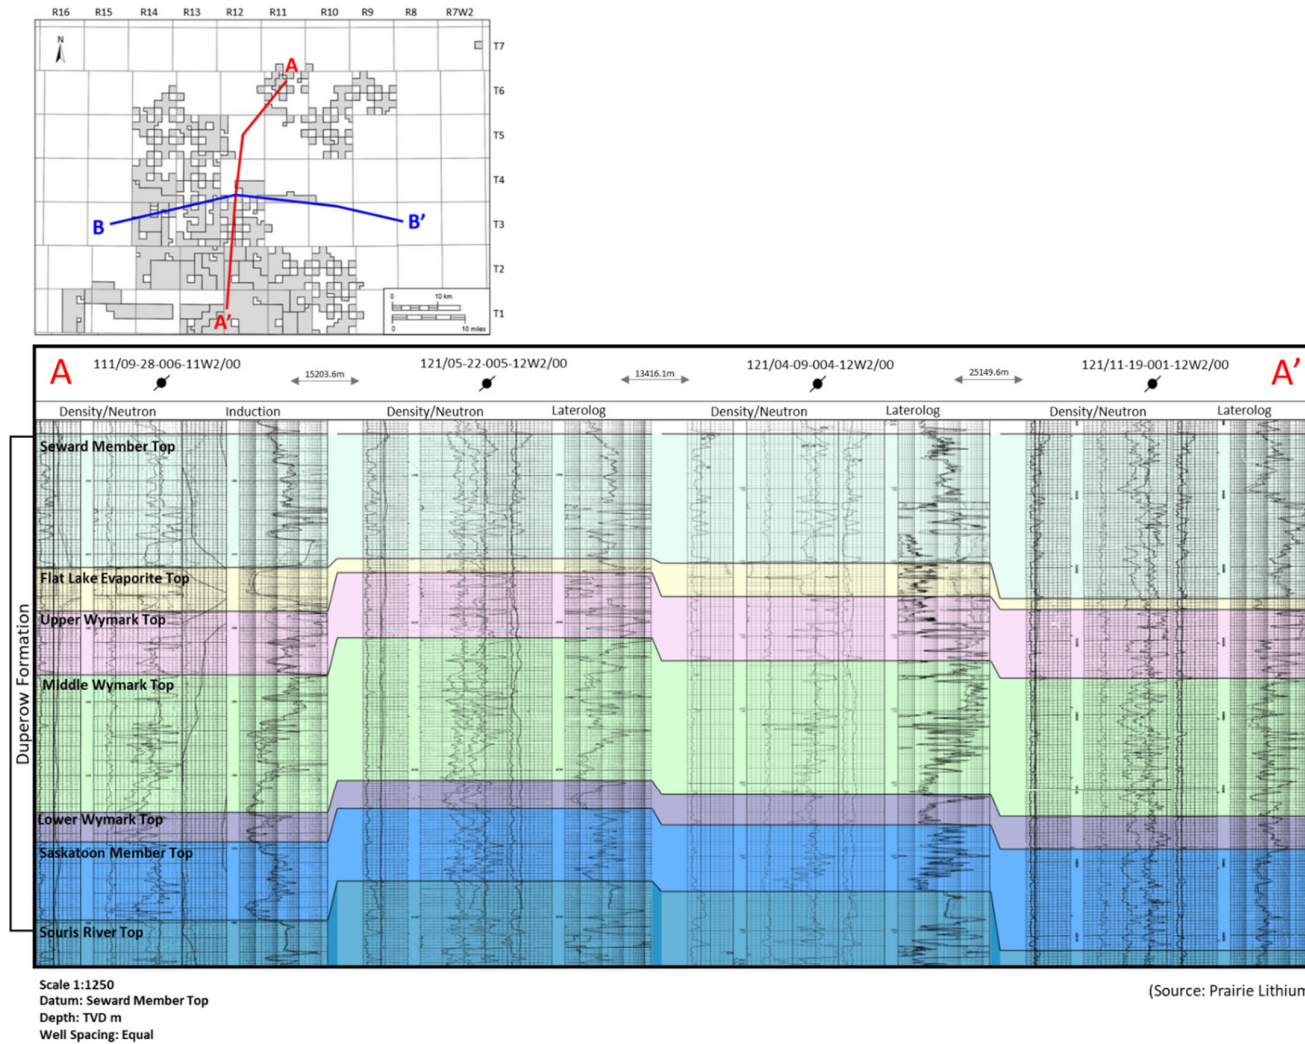 R16 R15 R14 R13 R12 R11 R10 R9 R8 R7W2
N
T7
A
T6
T5
T4
B
B’
T3
T2
0 10 km
0 10 miles
A’
T1
A
111/09-28-006-11W2/00
15203.6m
121/05-22-005-12W2/00
13416.1m
121/04-09-004-12W2/00
25149.6m
121/11-19-001-12W2/00
A’
Density/Neutron Induction Density/Neutron Laterolog Density/Neutron Laterolog Density/Neutron Laterolog
Seward Member Top
Flat Lake Evaporite Top
Upper Wymark Top
Duperow Formation
Middle Wymark Top
Lower Wymark Top
Saskatoon Member Top
Souris River Top
Scale 1:1250
Datum: Seward Member Top
Depth: TVD m
Well Spacing: Equal
(Source: Prairie Lithium